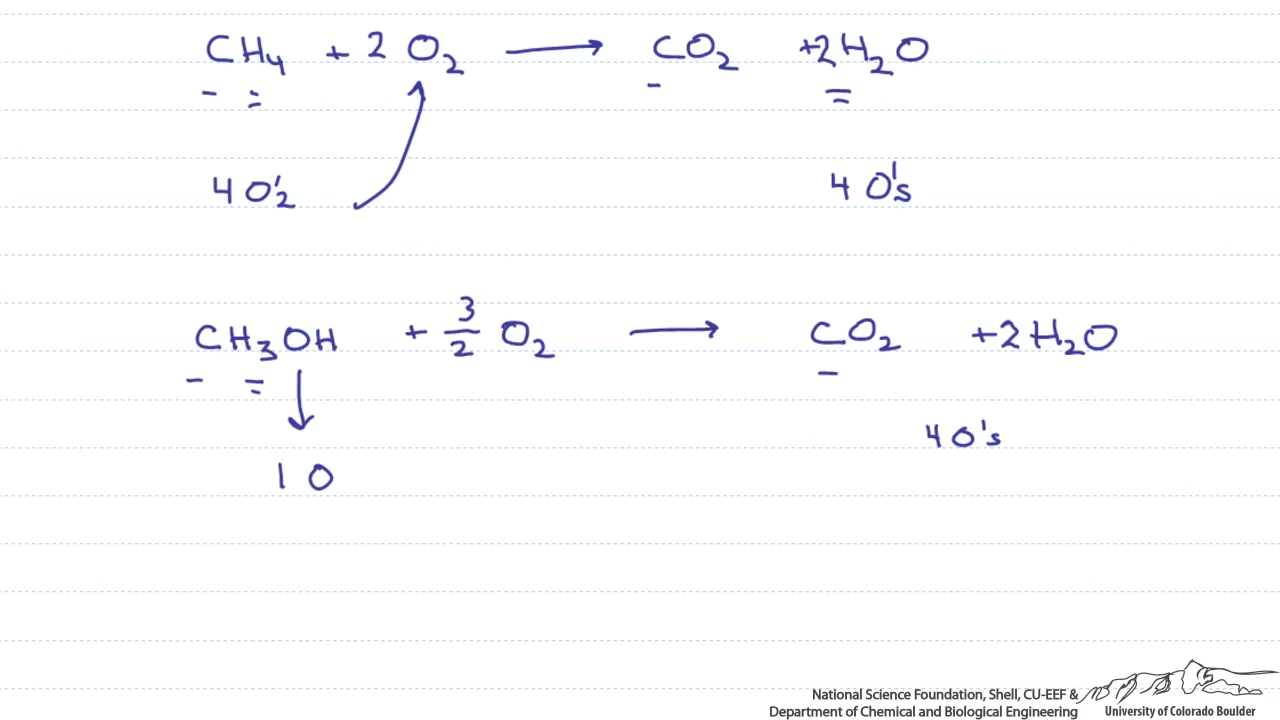 CH₄ + 2 O₂ ⟶ CO₂ +2H₂O
4 O'₂ 4 O's
CH₃OH + 3/2 O₂ ⟶ CO₂ +2H₂O
4 O's
1 O
National Science Foundation, Shell, CU-EEF &
Department of Chemical and Biological Engineering
University of Colorado Boulder